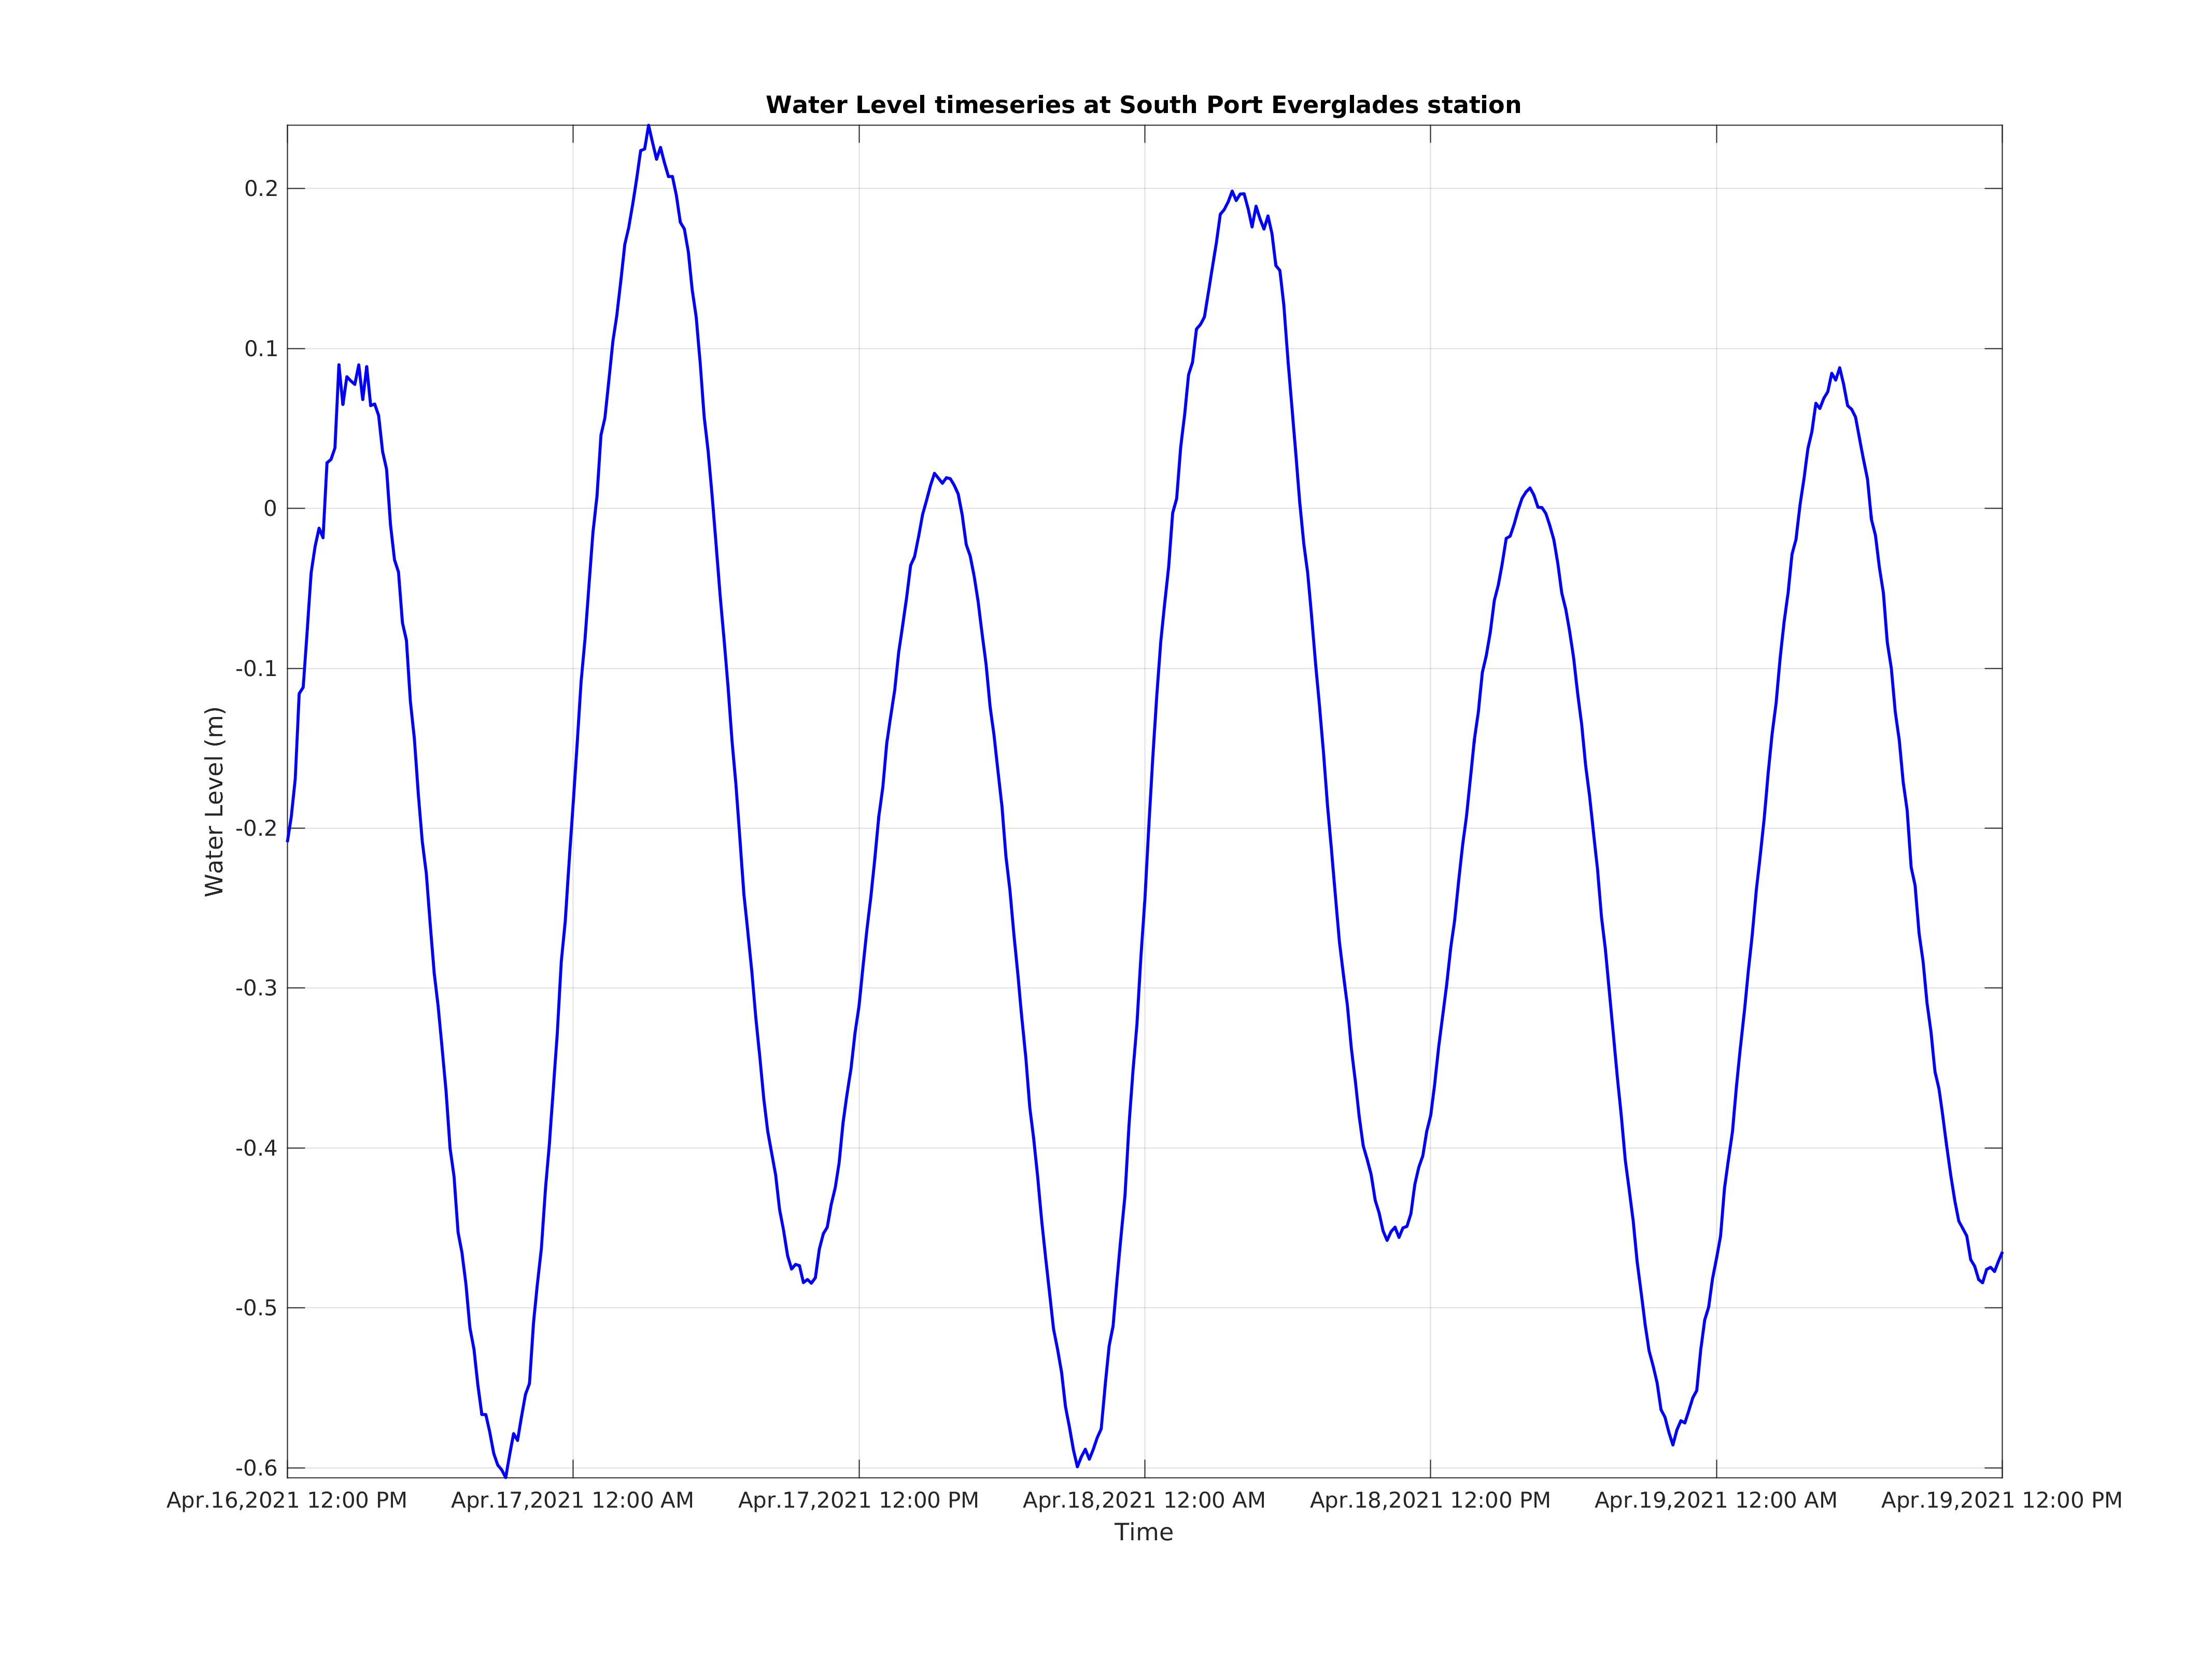 Water Level timeseries at South Port Everglades station
0.2
0.1
0
-0.1
-0.2
-0.3
-0.4
-0.5
-0.6
Water Level (m)
Apr.16,2021 12:00 PM
Apr.17,2021 12:00 AM
Apr.17,2021 12:00 PM
Apr.18,2021 12:00 AM
Apr.18,2021 12:00 PM
Apr.19,2021 12:00 AM
Apr.19,2021 12:00 PM
Time